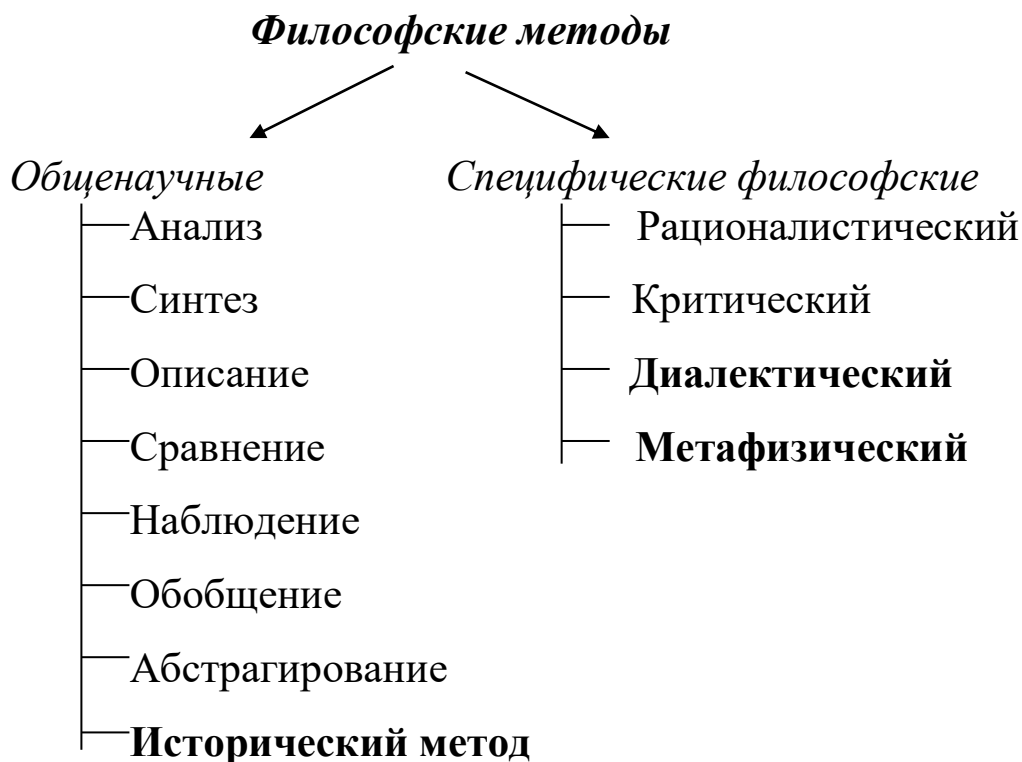 Философские методы
Общенаучные
Анализ
Синтез
Описание
Сравнение
Наблюдение
Обобщение
Абстрагирование
Исторический метод
Специфические философские
Рационалистический
Критический
Диалектический
Метафизический